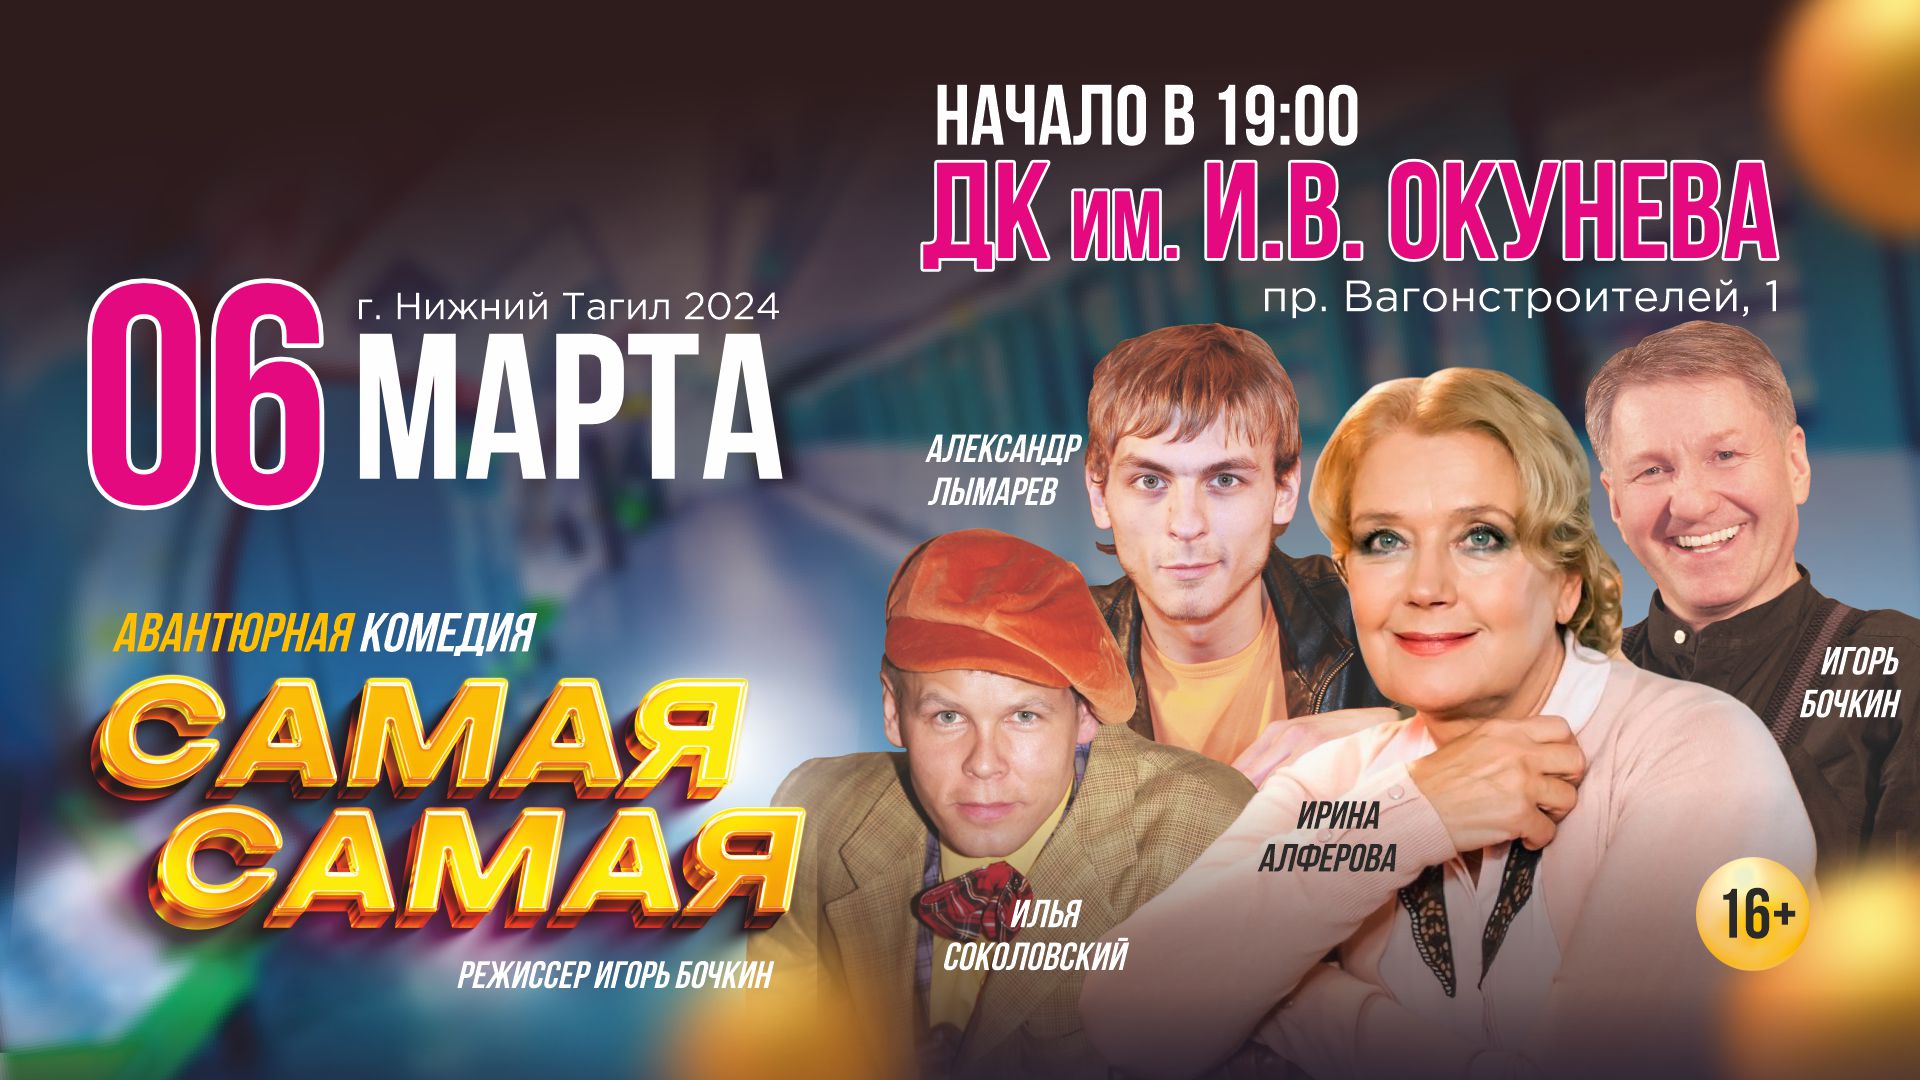 НАЧАЛО В 19:00
ДК им. И.В. ОКУНЕВА
пр. Вагонстроителей, 1
06
г. Нижний Тагил 2024
МАРТА
АВАНТЮРНАЯ КОМЕДИЯ
САМАЯ
САМАЯ
РЕЖИССЕР ИГОРЬ БОЧКИН
АЛЕКСАНДР
ЛЫМАРЕВ
ИГОРЬ
БОЧКИН
ИРИНА
АЛФЕРОВА
ИЛЬЯ
СОКОЛОВСКИЙ
16+